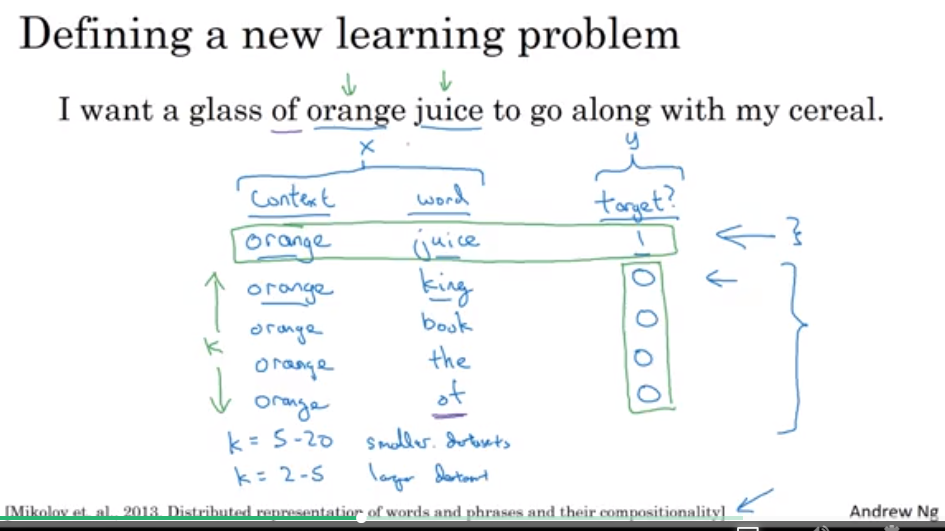 Defining a new learning problem
I want a glass of orange juice to go along with my cereal.
x y
context word target?
orange juice 1
orange king 0
orange book 0
k
orange the 0
orange of 0
k = 5-20 smaller datasets
k = 2-5 larger dataset
[Mikolov et. al., 2013. Distributed representation of words and phrases and their compositionality] Andrew Ng